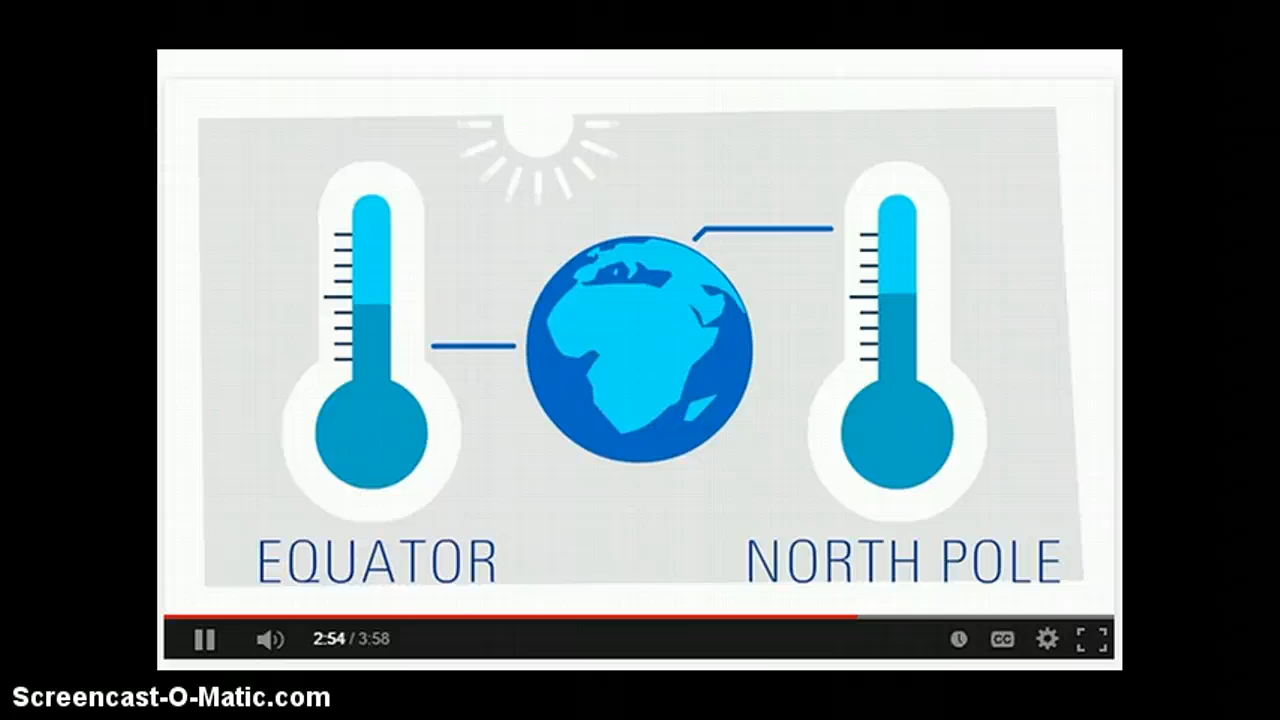 EQUATOR
NORTH POLE
2:54 / 3:58
CC
Screencast-O-Matic.com